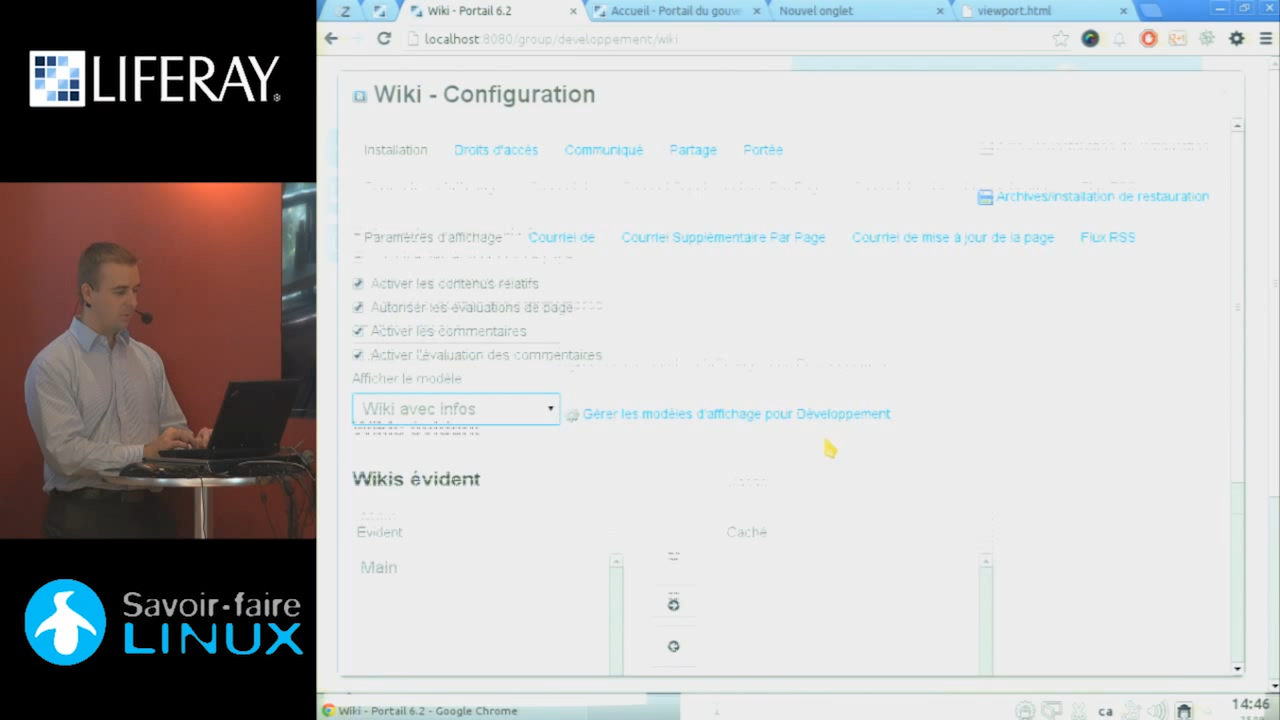 LIFERAY
Savoir-faire
LINUX
Wiki - Portail 6.2
Accueil - Portail du gouve
Nouvel onglet
viewport.html
localhost:8080/group/developpement/wiki
Wiki - Configuration
Installation Droits d'accès Communiqué Partage Portée
Archives/installation de restauration
Paramètres d'affichage Courriel de Courriel Supplémentaire Par Page Courriel de mise à jour de la page Flux RSS
Activer les contenus relatifs
Autoriser les évaluations de page
Activer les commentaires
Activer l'évaluation des commentaires
Afficher le modèle
Wiki avec infos
Gérer les modèles d'affichage pour Développement
Wikis évident
Évident
Caché
Main
Wiki - Portail 6.2 - Google Chrome
ca
14:46